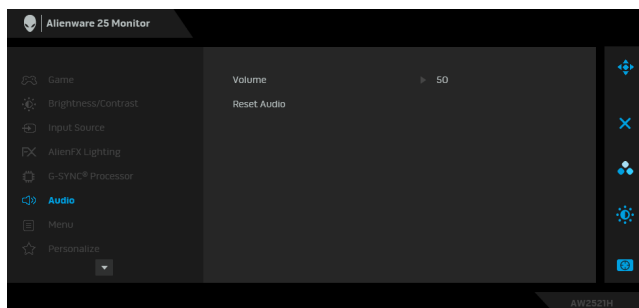 Alienware 25 Monitor
Game
Volume 50
Brightness/Contrast
Reset Audio
Input Source
AlienFX Lighting
G-SYNC® Processor
Audio
Menu
Personalize
AW2521H